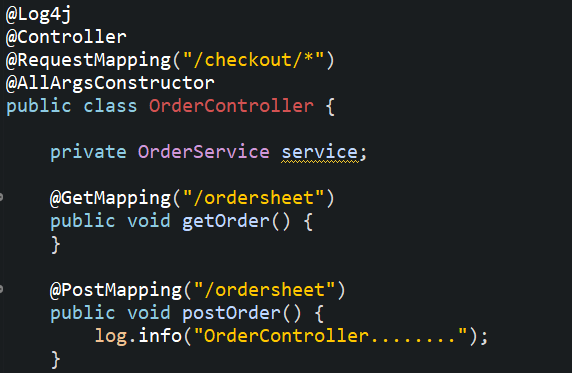 @Log4j
@Controller
@RequestMapping("/checkout/*")
@AllArgsConstructor
public class OrderController {
private OrderService service;
@GetMapping("/ordersheet")
public void getOrder() {
}
@PostMapping("/ordersheet")
public void postOrder() {
log.info("OrderController........");
}